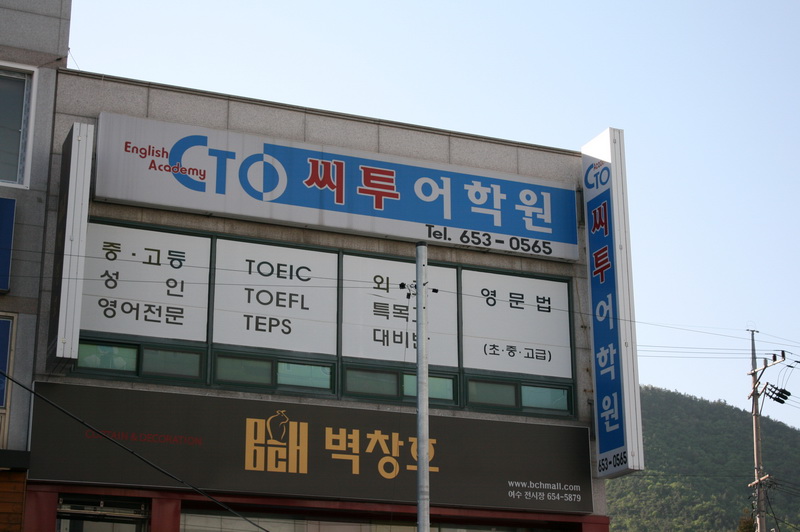 English
Academy
CTO 씨투어학원
Tel. 653-0565
CTO
씨투어학원
653-0565
중·고등
성인
영어전문
TOEIC
TOEFL
TEPS
외
특목
대비반
영문법
(초·중·고급)
BCH 벽창호
www.bchmall.com
여수 전시장 654-5879